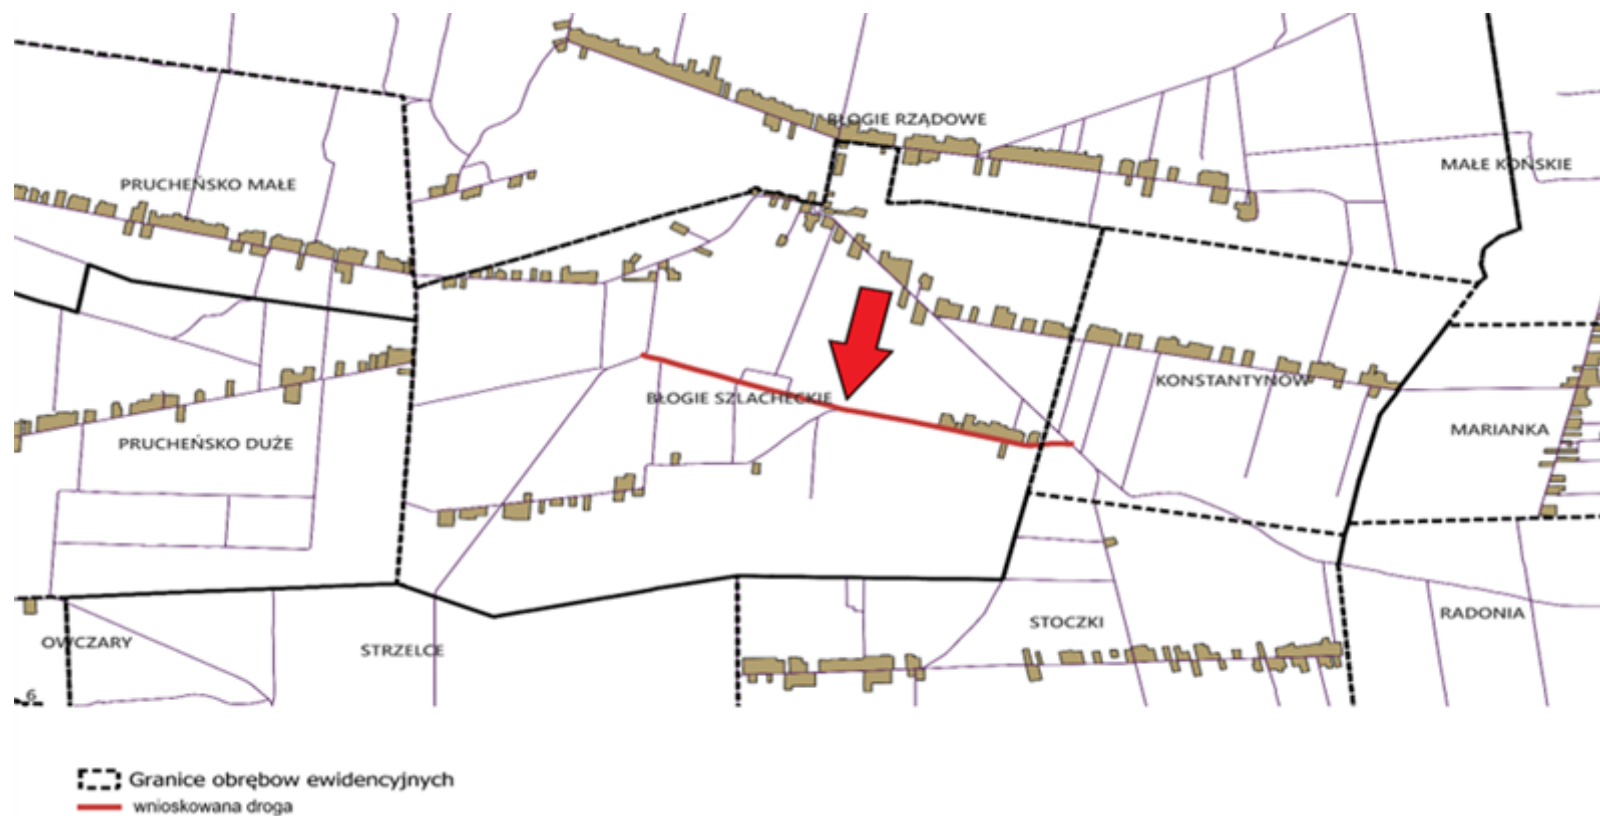 BŁOGIE RZĄDOWE
MAŁE KOŃSKIE
PRUCHEŃSKO MAŁE
KONSTANTYNÓW
BŁOGIE SZLACHECKIE
MARIANKA
PRUCHEŃSKO DUŻE
RADONIA
STOCZKI
OWCZARY
STRZELCE
6
Granice obrębow ewidencyjnych
wnioskowana droga